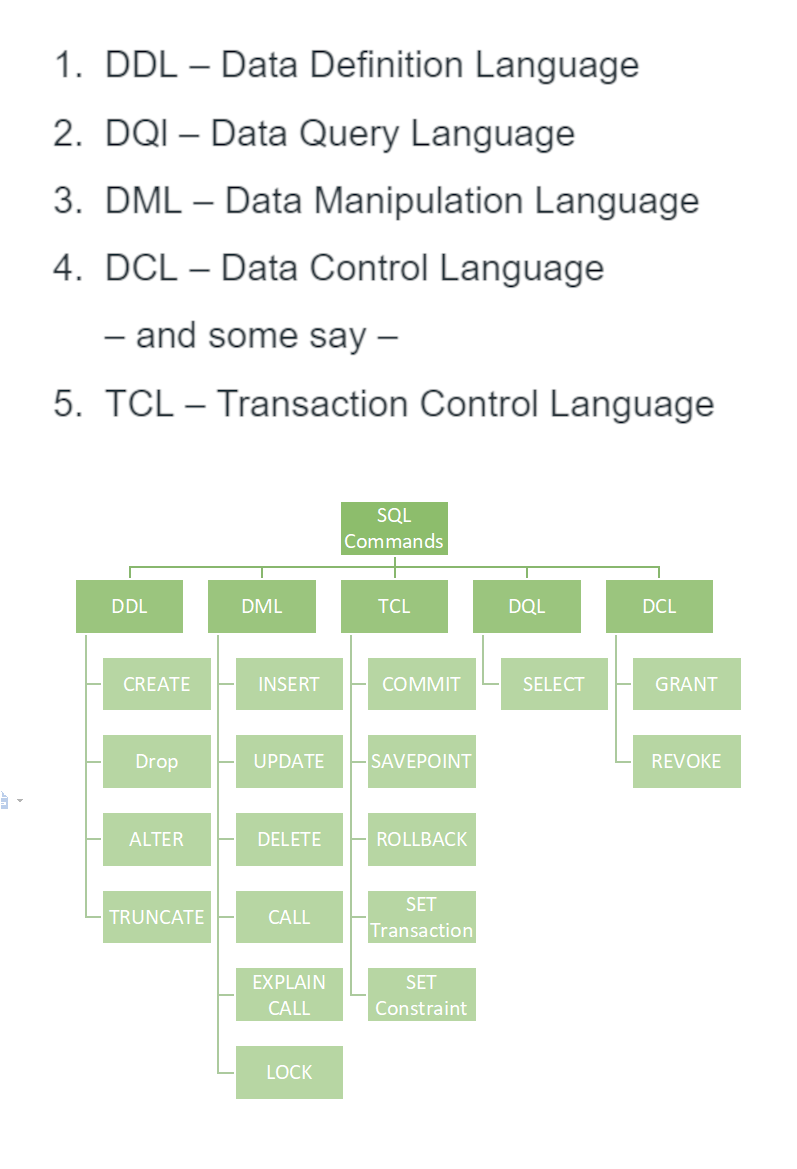 1. DDL – Data Definition Language
2. DQl – Data Query Language
3. DML – Data Manipulation Language
4. DCL – Data Control Language
– and some say –
5. TCL – Transaction Control Language
SQL
Commands
DDL
DML
TCL
DQL
DCL
CREATE
INSERT
COMMIT
SELECT
GRANT
Drop
UPDATE
SAVEPOINT
REVOKE
ALTER
DELETE
ROLLBACK
TRUNCATE
CALL
SET
Transaction
EXPLAIN
CALL
SET
Constraint
LOCK